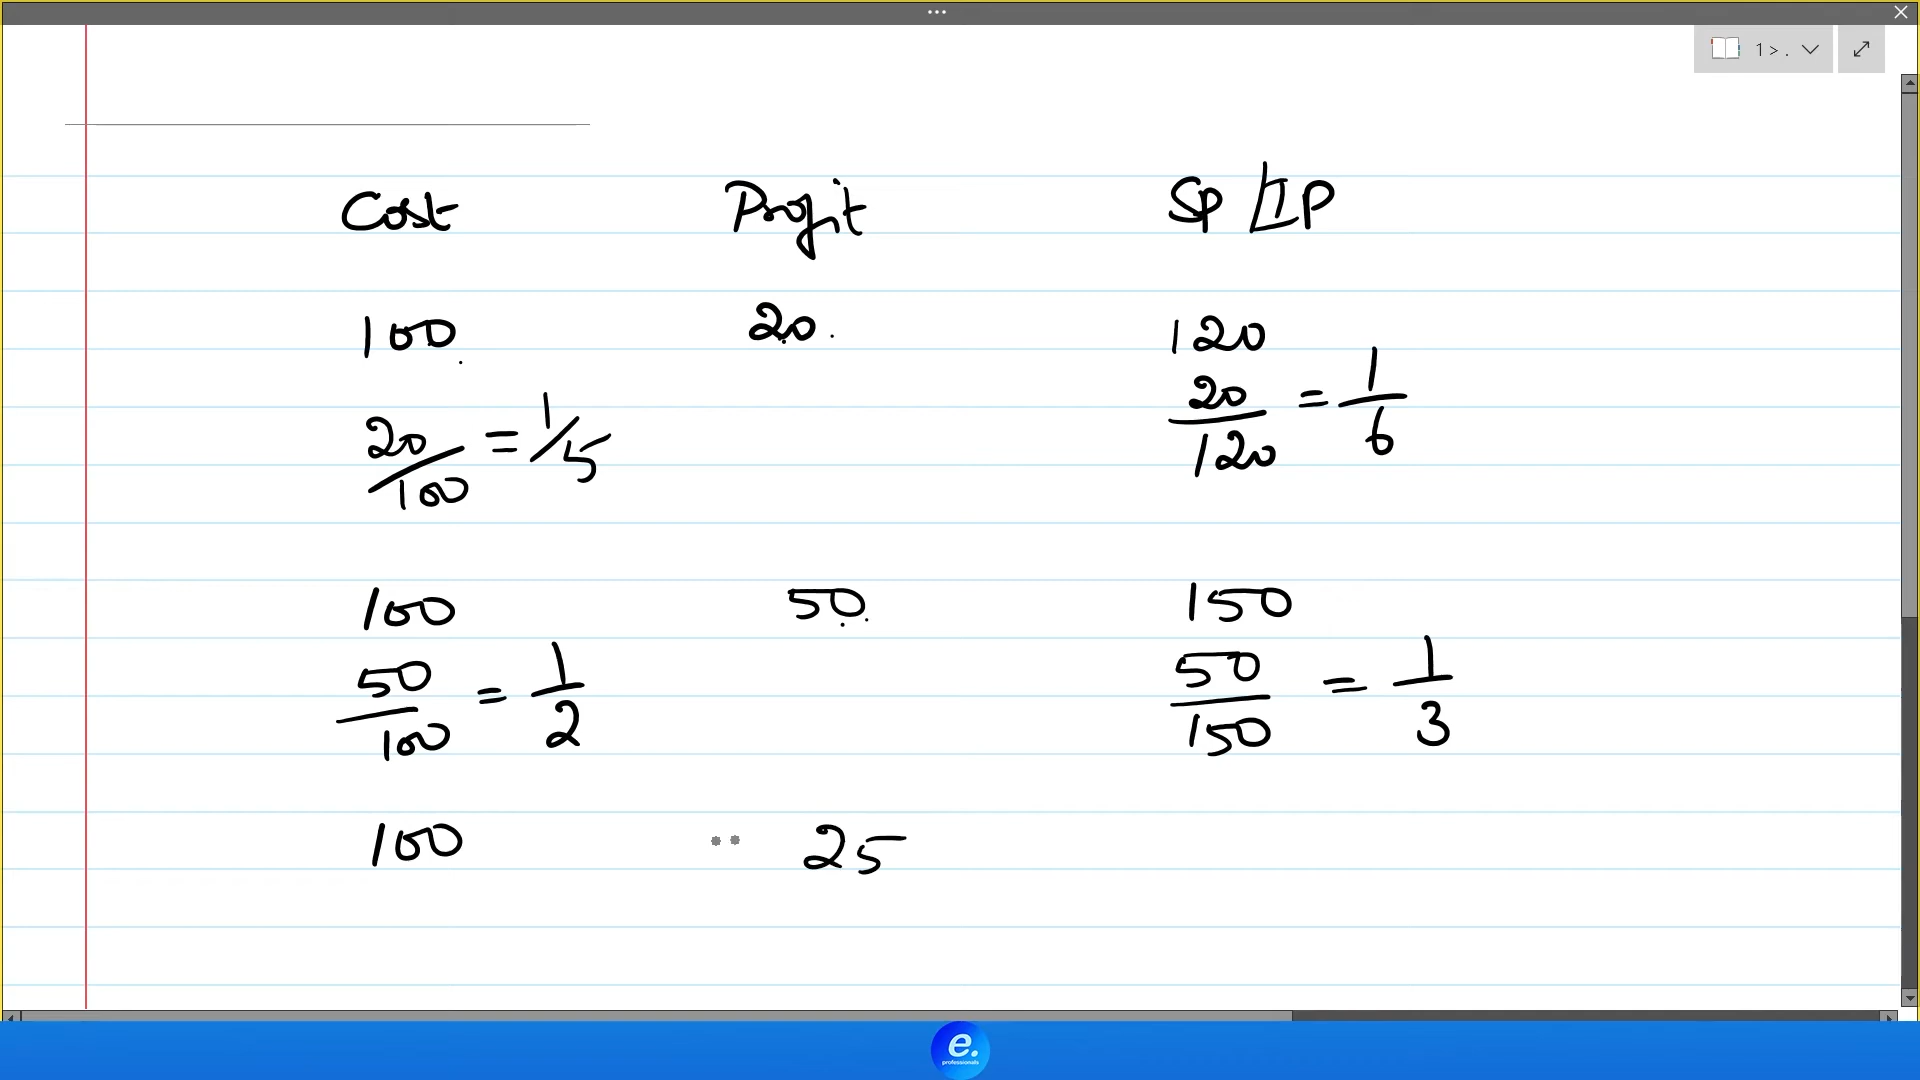 1 > .
Cost Profit SP / IP
100 20 120
20/100 = 1/5 20/120 = 1/6
100 50 150
50/100 = 1/2 50/150 = 1/3
100 25
e.
professionals